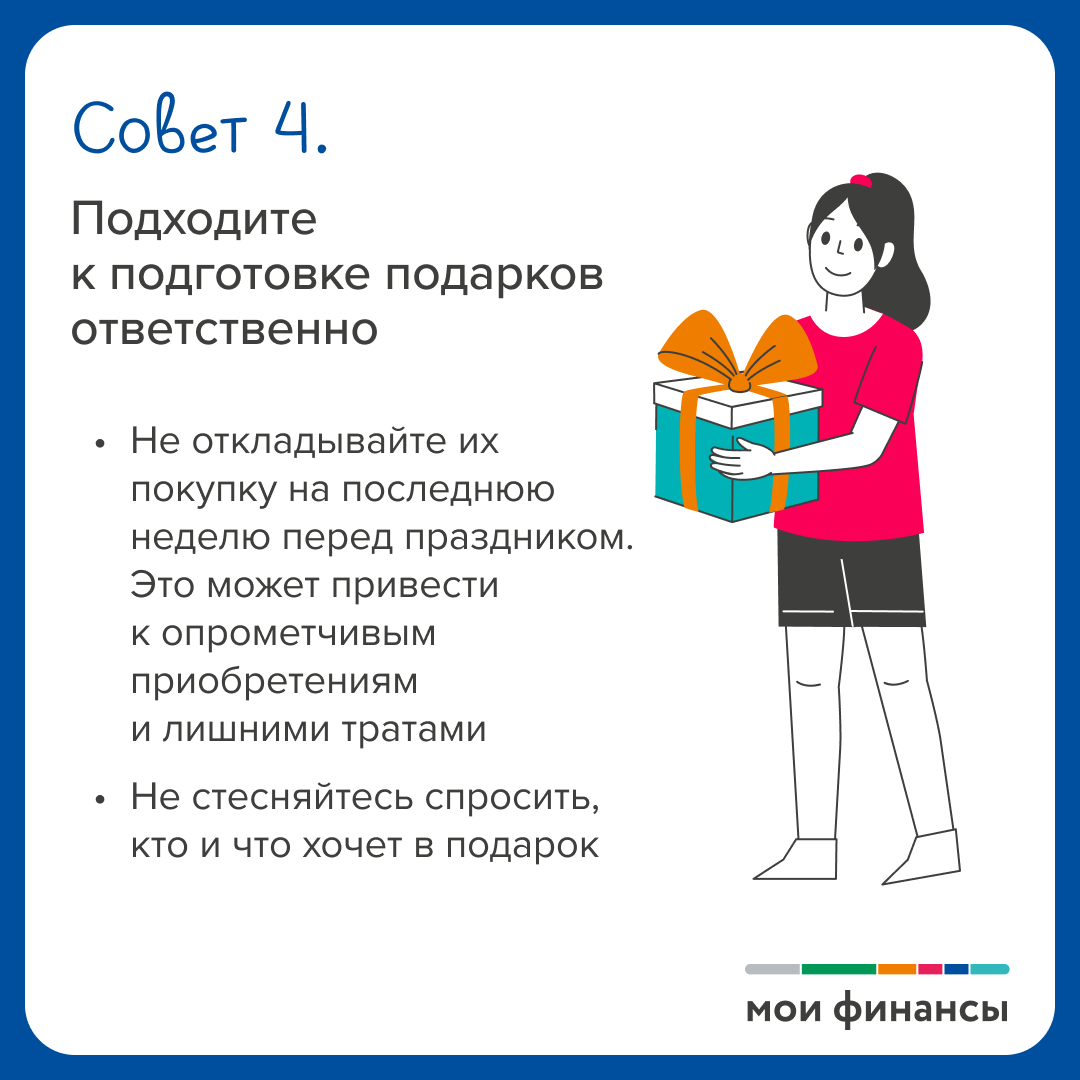 Совет 4.
Подходите
к подготовке подарков
ответственно
• Не откладывайте их
покупку на последнюю
неделю перед праздником.
Это может привести
к опрометчивым
приобретениям
и лишними тратами
• Не стесняйтесь спросить,
кто и что хочет в подарок
мои финансы